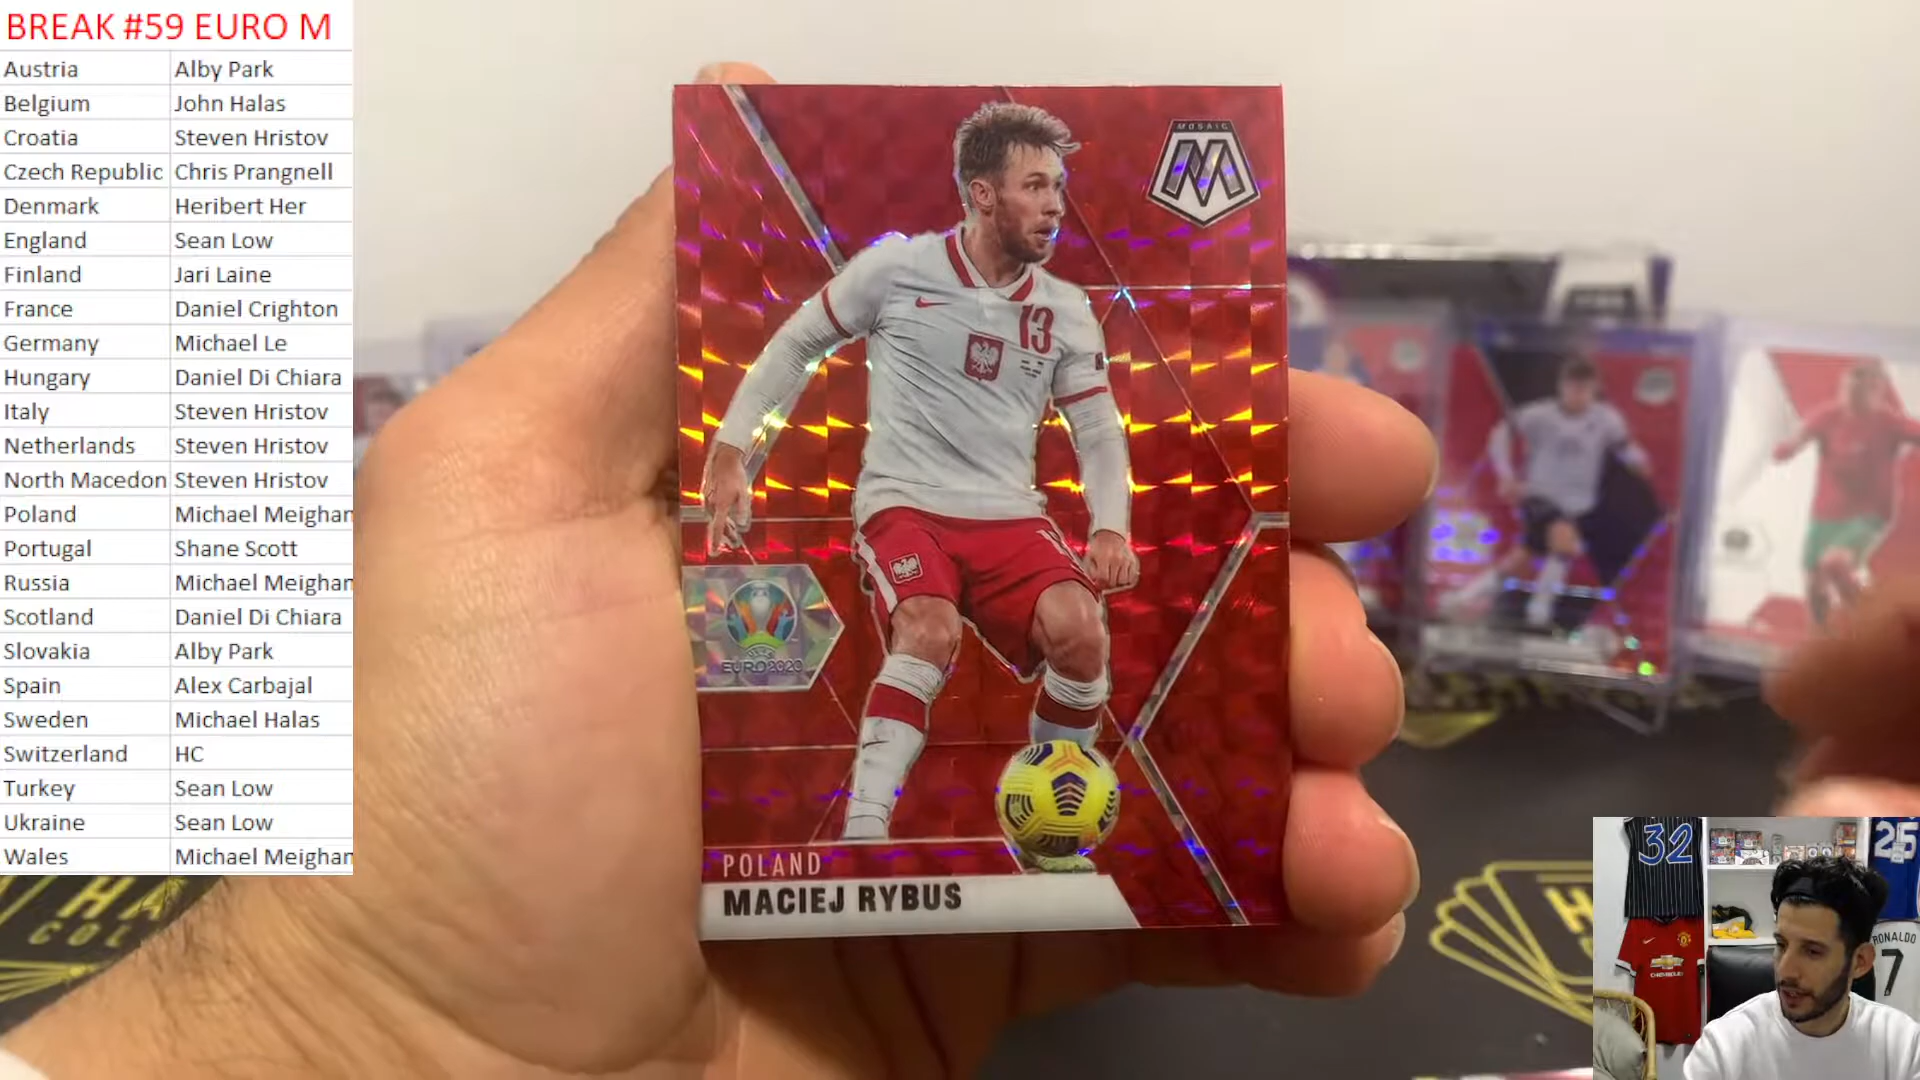 BREAK #59 EURO M
Austria Alby Park
Belgium John Halas
Croatia Steven Hristov
Czech Republic Chris Prangnell
Denmark Heribert Her
England Sean Low
Finland Jari Laine
France Daniel Crighton
Germany Michael Le
Hungary Daniel Di Chiara
Italy Steven Hristov
Netherlands Steven Hristov
North Macedon Steven Hristov
Poland Michael Meighan
Portugal Shane Scott
Russia Michael Meighan
Scotland Daniel Di Chiara
Slovakia Alby Park
Spain Alex Carbajal
Sweden Michael Halas
Switzerland HC
Turkey Sean Low
Ukraine Sean Low
Wales Michael Meighan
MOSAIC
M
13
UEFA
EURO2020
POLAND
MACIEJ RYBUS
HA
COL
H
32
25
CHEVROLET
RONALDO
7